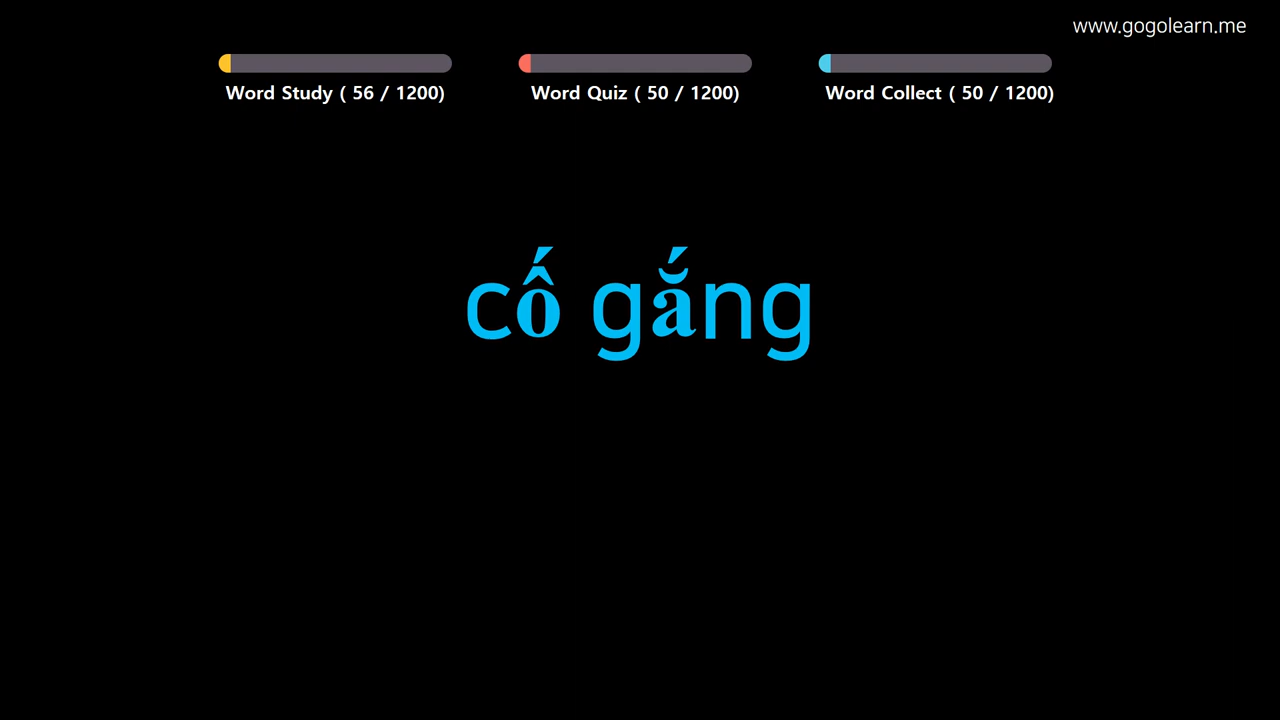 www.gogolearn.me
Word Study ( 56 / 1200)
Word Quiz ( 50 / 1200)
Word Collect ( 50 / 1200)
cố gắng